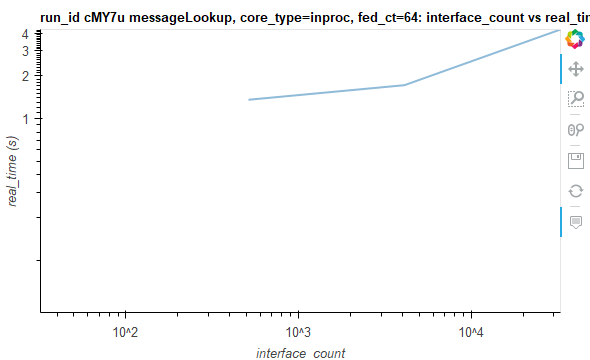 run_id cMY7u messageLookup, core_type=inproc, fed_ct=64: interface_count vs real_tin
4
3
2
1
real_time (s)
10^2
10^3
10^4
interface_count